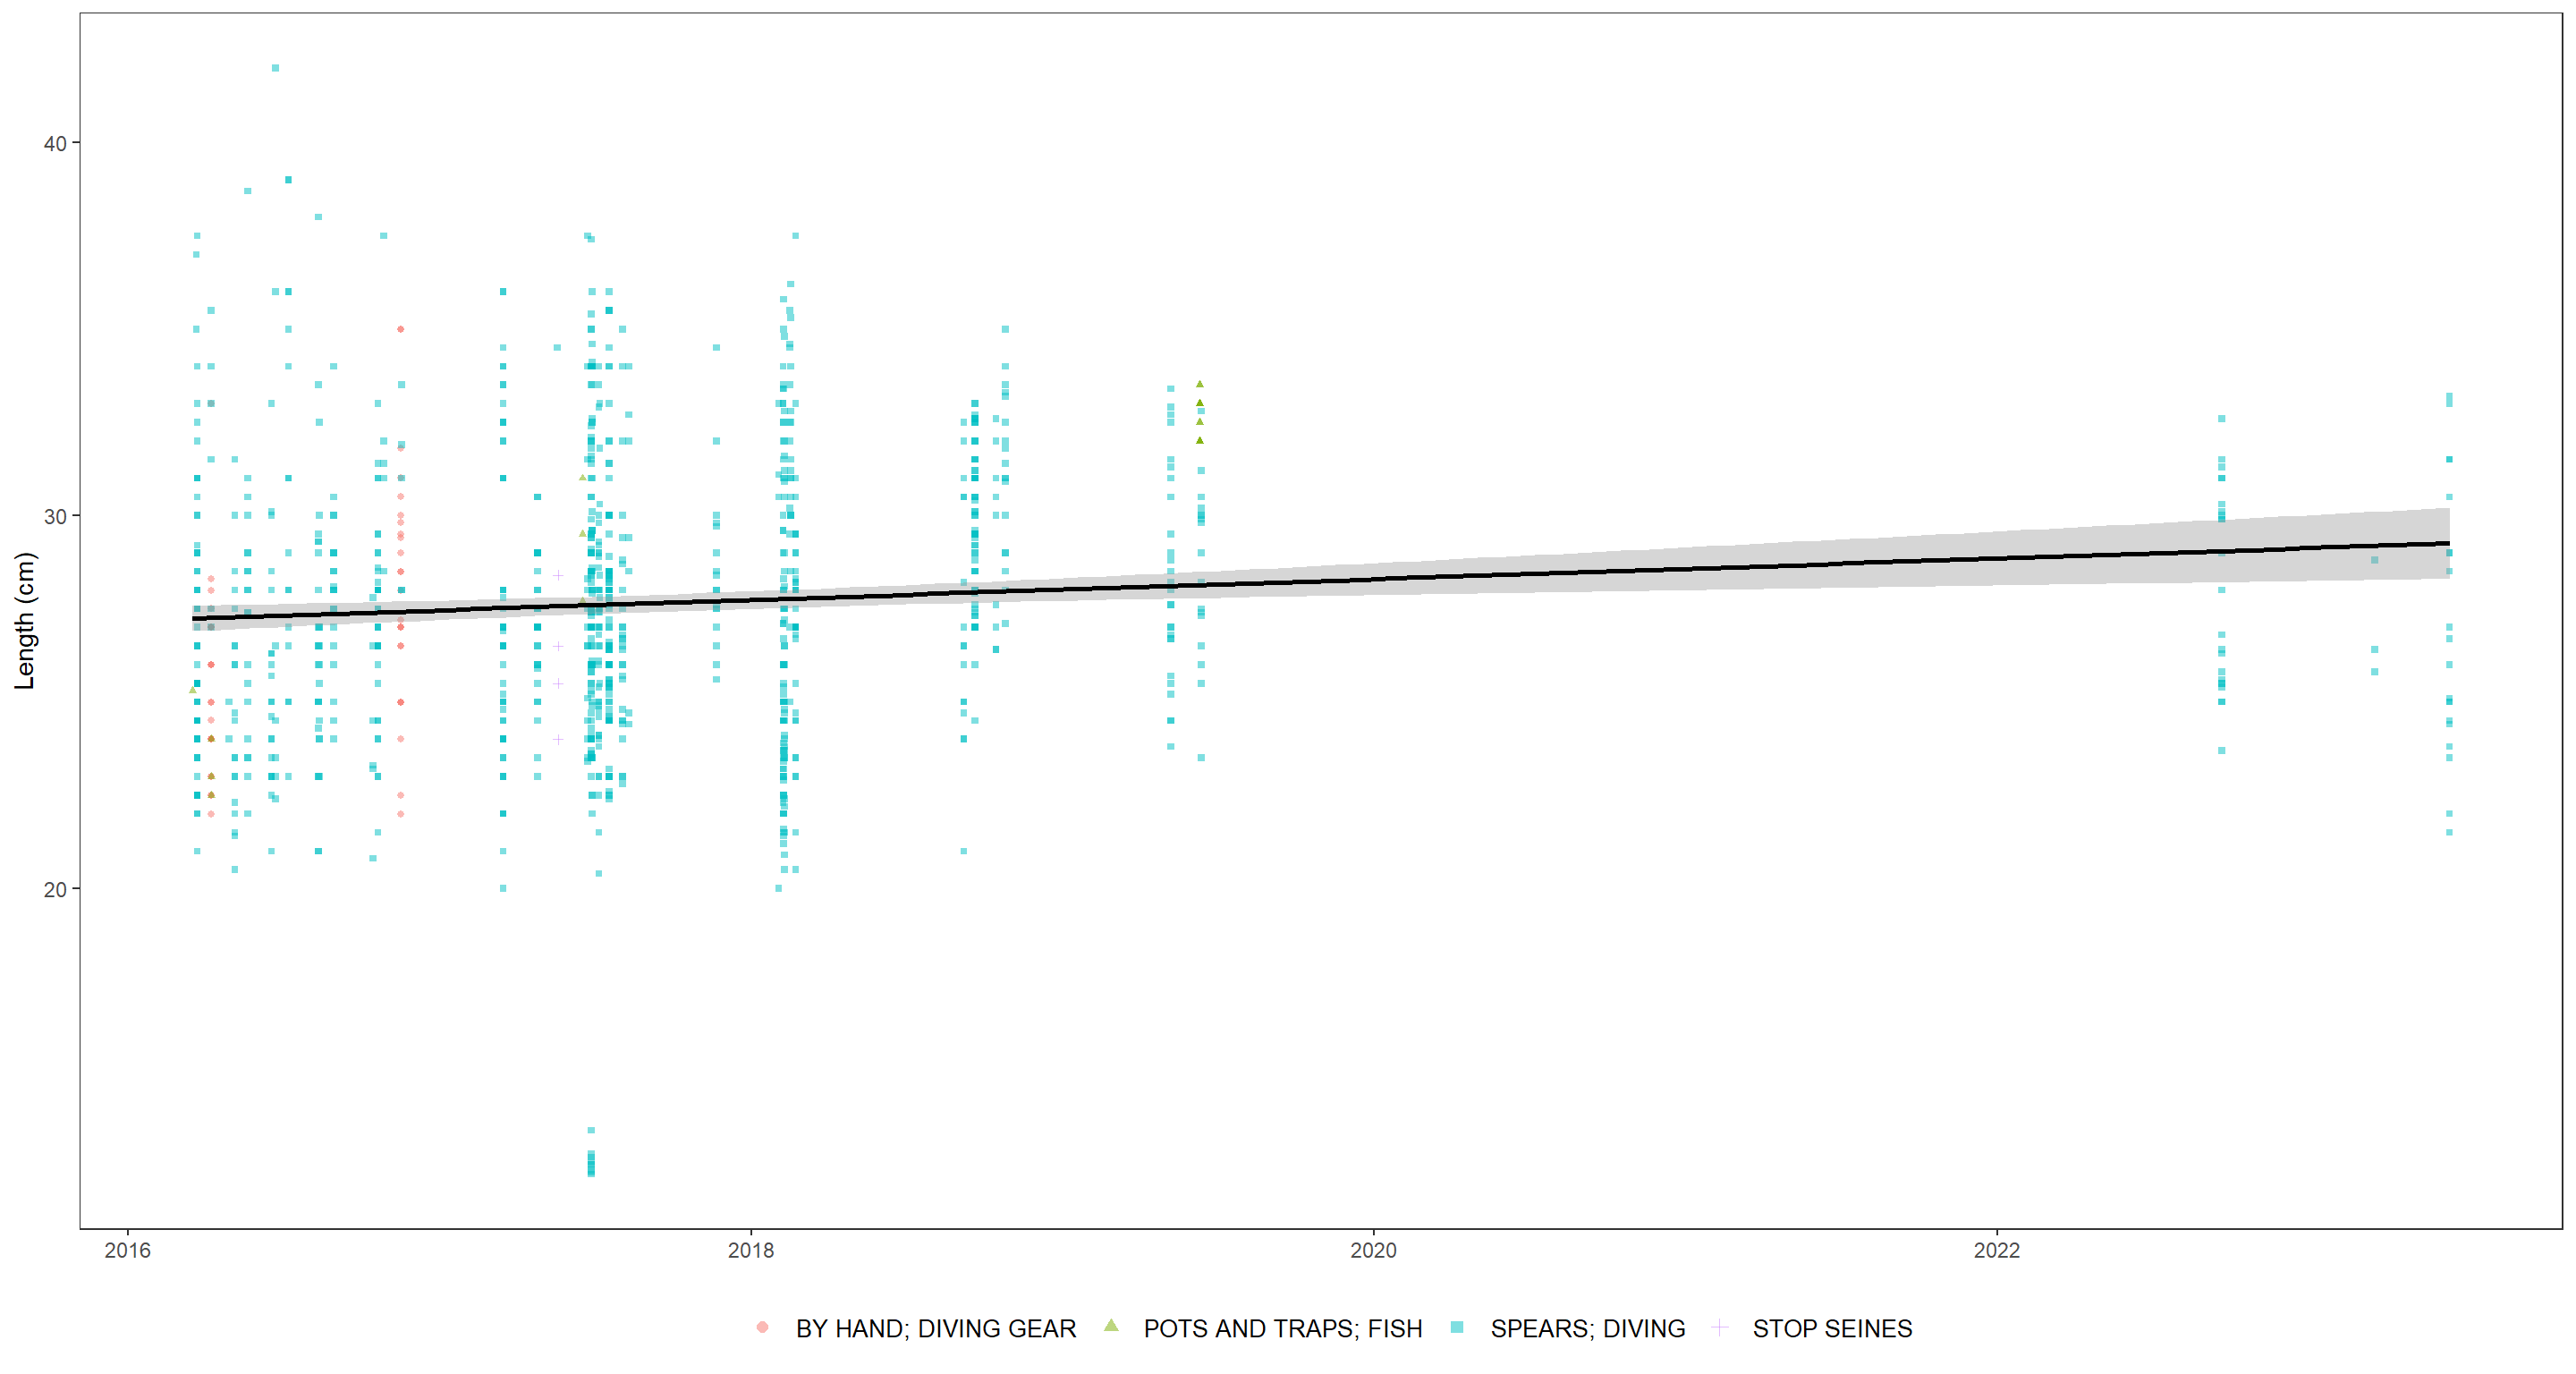 40
30
20
Length (cm)
2016 2018 2020 2022
BY HAND; DIVING GEAR POTS AND TRAPS; FISH SPEARS; DIVING STOP SEINES